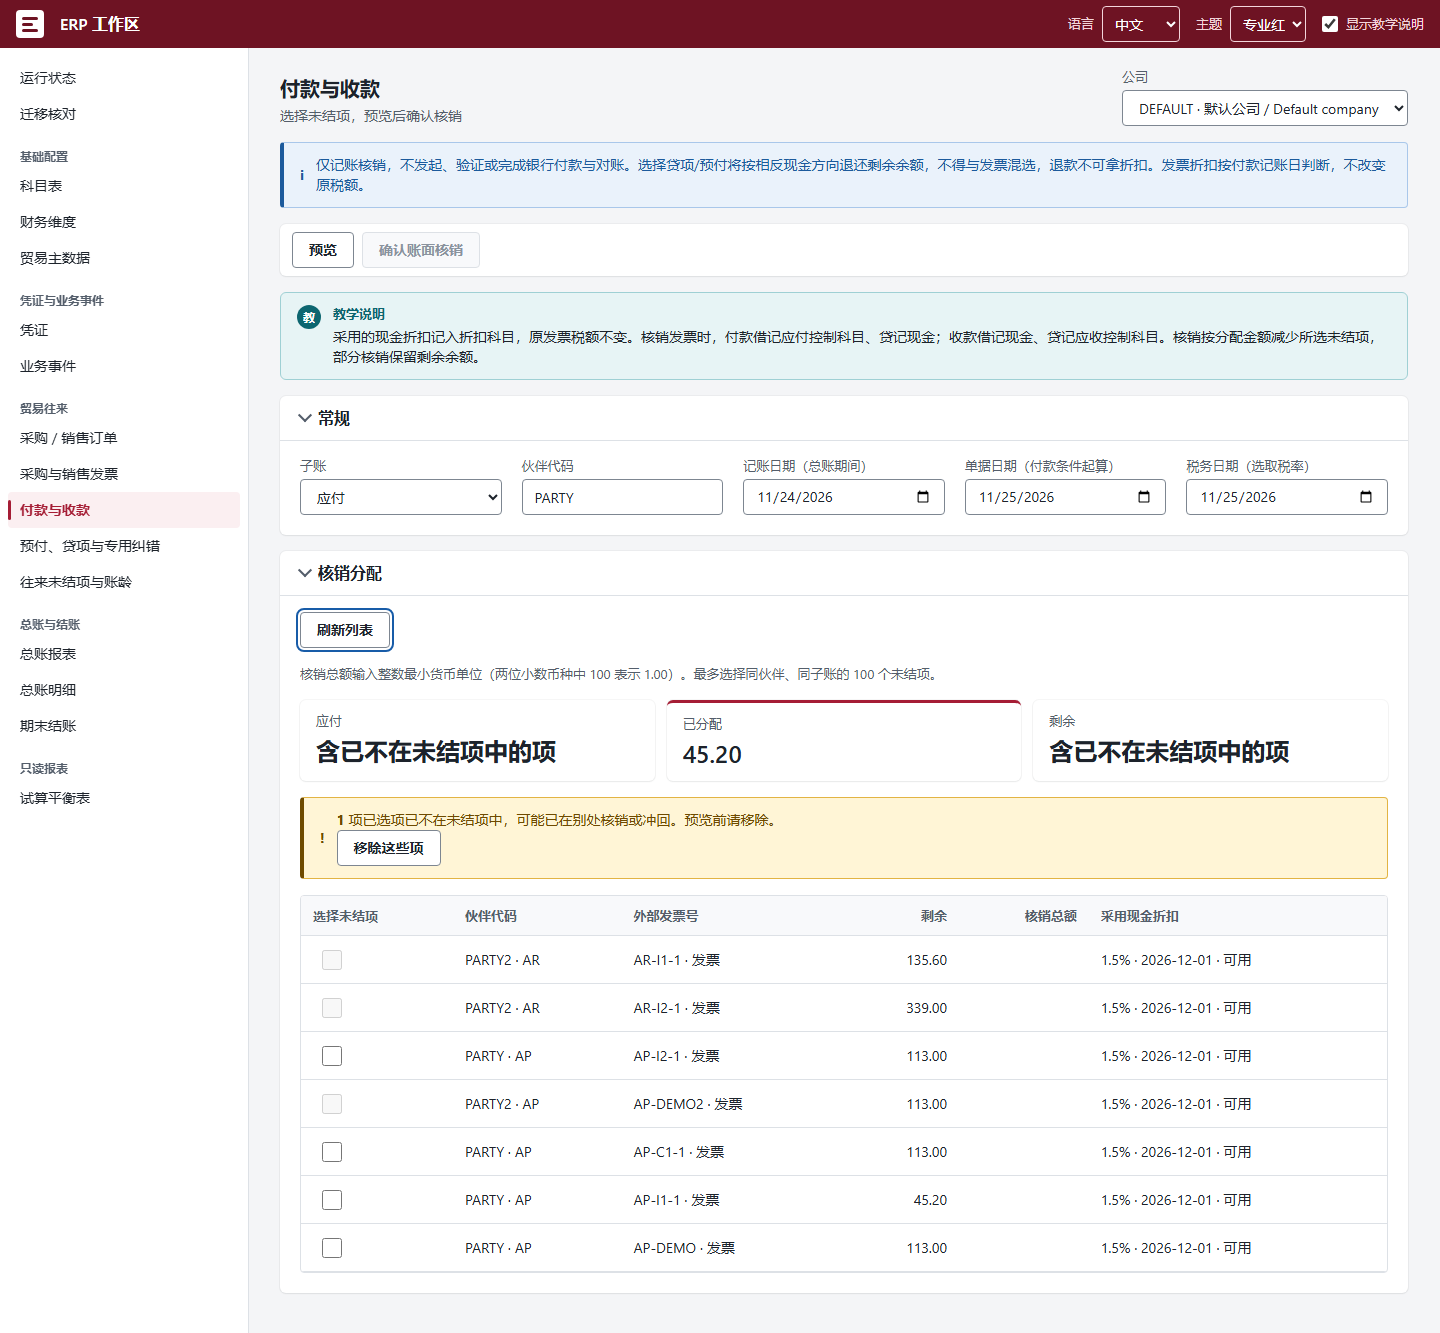 ERP 工作区
语言 中文 主题 专业红 显示教学说明
运行状态
迁移核对
基础配置
科目表
财务维度
贸易主数据
凭证与业务事件
凭证
业务事件
贸易往来
采购 / 销售订单
采购与销售发票
付款与收款
预付、贷项与专用纠错
往来未结项与账龄
总账与结账
总账报表
总账明细
期末结账
只读报表
试算平衡表
付款与收款
选择未结项，预览后确认核销
公司
DEFAULT · 默认公司 / Default company
i
仅记账核销，不发起、验证或完成银行付款与对账。选择贷项/预付将按相反现金方向退还剩余余额，不得与发票混选，退款不可拿折扣。发票折扣按付款记账日判断，不改变
原税额。
预览 确认账面核销
教 教学说明
采用的现金折扣记入折扣科目，原发票税额不变。核销发票时，付款借记应付控制科目、贷记现金；收款借记现金、贷记应收控制科目。核销按分配金额减少所选未结项，
部分核销保留剩余余额。
常规
子账 伙伴代码 记账日期（总账期间） 单据日期（付款条件起算） 税务日期（选取税率）
应付 PARTY 11/24/2026 11/25/2026 11/25/2026
核销分配
刷新列表
核销总额输入整数最小货币单位（两位小数币种中 100 表示 1.00）。最多选择同伙伴、同子账的 100 个未结项。
应付 已分配 剩余
含已不在未结项中的项 45.20 含已不在未结项中的项
! 1 项已选项已不在未结项中，可能已在别处核销或冲回。预览前请移除。
移除这些项
选择未结项 伙伴代码 外部发票号 剩余 核销总额 采用现金折扣
PARTY2 · AR AR-I1-1 · 发票 135.60 1.5% · 2026-12-01 · 可用
PARTY2 · AR AR-I2-1 · 发票 339.00 1.5% · 2026-12-01 · 可用
PARTY · AP AP-I2-1 · 发票 113.00 1.5% · 2026-12-01 · 可用
PARTY2 · AP AP-DEMO2 · 发票 113.00 1.5% · 2026-12-01 · 可用
PARTY · AP AP-C1-1 · 发票 113.00 1.5% · 2026-12-01 · 可用
PARTY · AP AP-I1-1 · 发票 45.20 1.5% · 2026-12-01 · 可用
PARTY · AP AP-DEMO · 发票 113.00 1.5% · 2026-12-01 · 可用